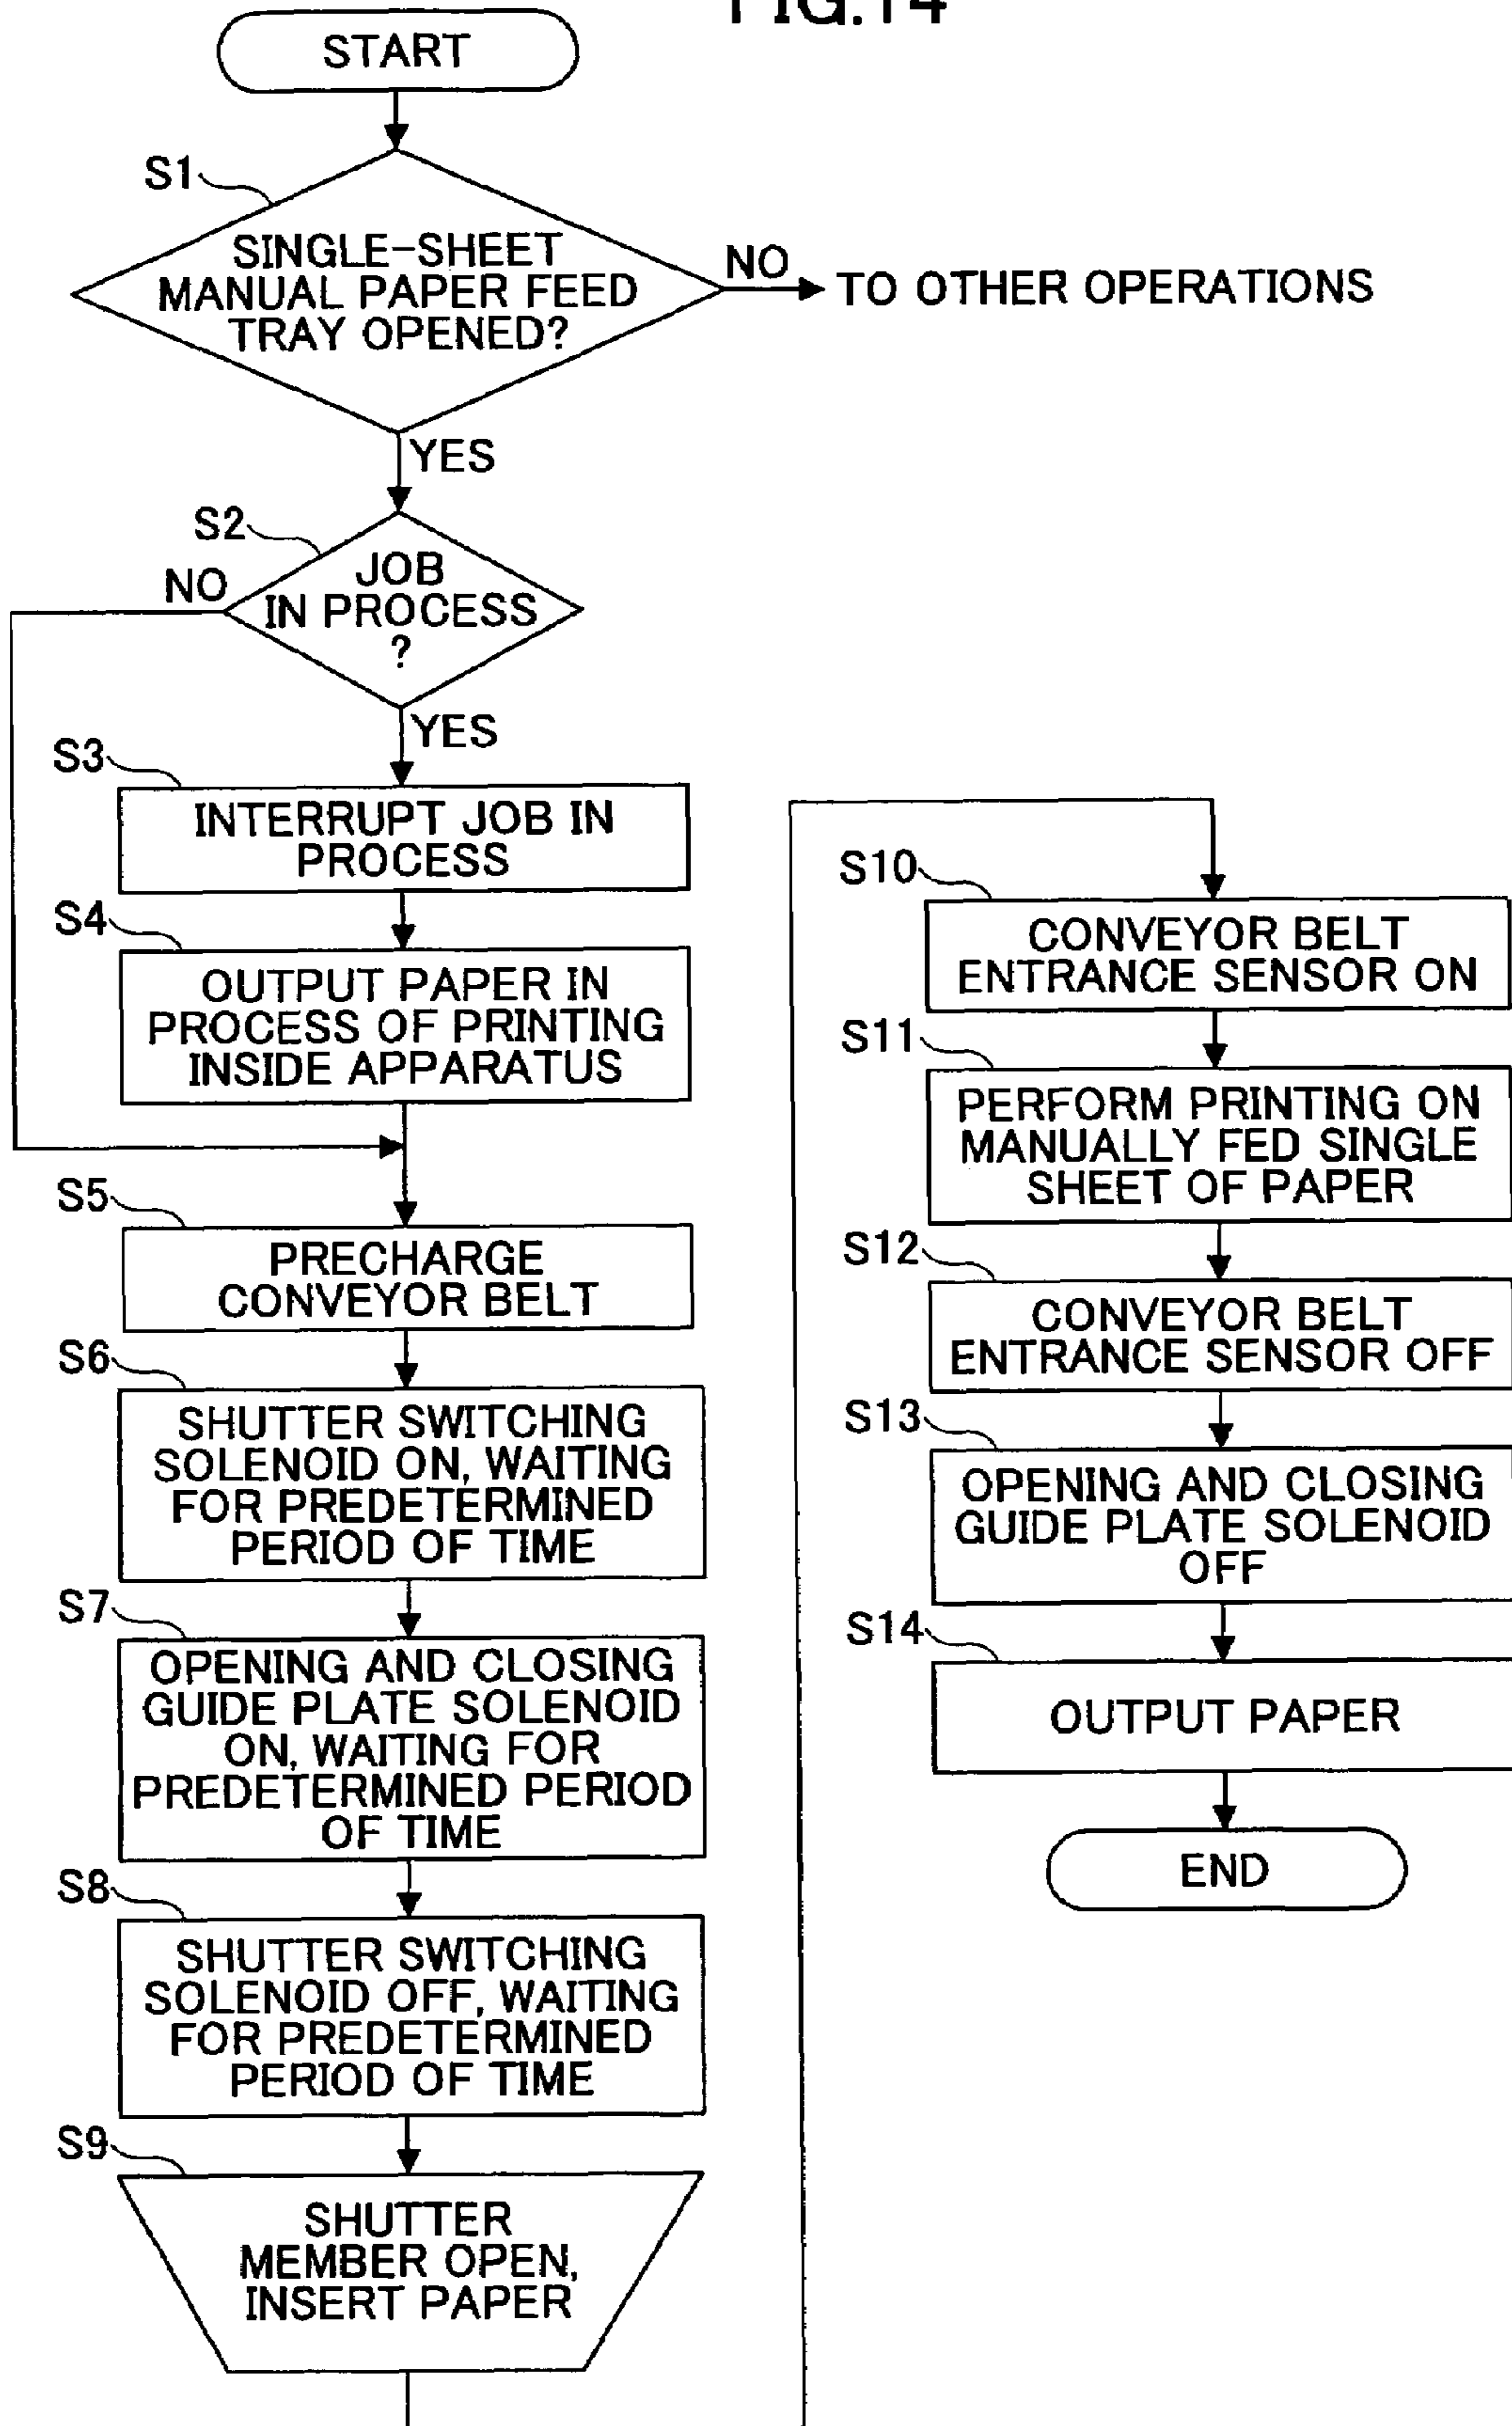 FIG.14
START
S1
SINGLE-SHEET
MANUAL PAPER FEED
TRAY OPENED?
NO
TO OTHER OPERATIONS
YES
S2
JOB
IN PROCESS
?
NO
YES
S3
INTERRUPT JOB IN
PROCESS
S4
OUTPUT PAPER IN
PROCESS OF PRINTING
INSIDE APPARATUS
S5
PRECHARGE
CONVEYOR BELT
S6
SHUTTER SWITCHING
SOLENOID ON, WAITING
FOR PREDETERMINED
PERIOD OF TIME
S7
OPENING AND CLOSING
GUIDE PLATE SOLENOID
ON, WAITING FOR
PREDETERMINED PERIOD
OF TIME
S8
SHUTTER SWITCHING
SOLENOID OFF, WAITING
FOR PREDETERMINED
PERIOD OF TIME
S9
SHUTTER
MEMBER OPEN,
INSERT PAPER
S10
CONVEYOR BELT
ENTRANCE SENSOR ON
S11
PERFORM PRINTING ON
MANUALLY FED SINGLE
SHEET OF PAPER
S12
CONVEYOR BELT
ENTRANCE SENSOR OFF
S13
OPENING AND CLOSING
GUIDE PLATE SOLENOID
OFF
S14
OUTPUT PAPER
END